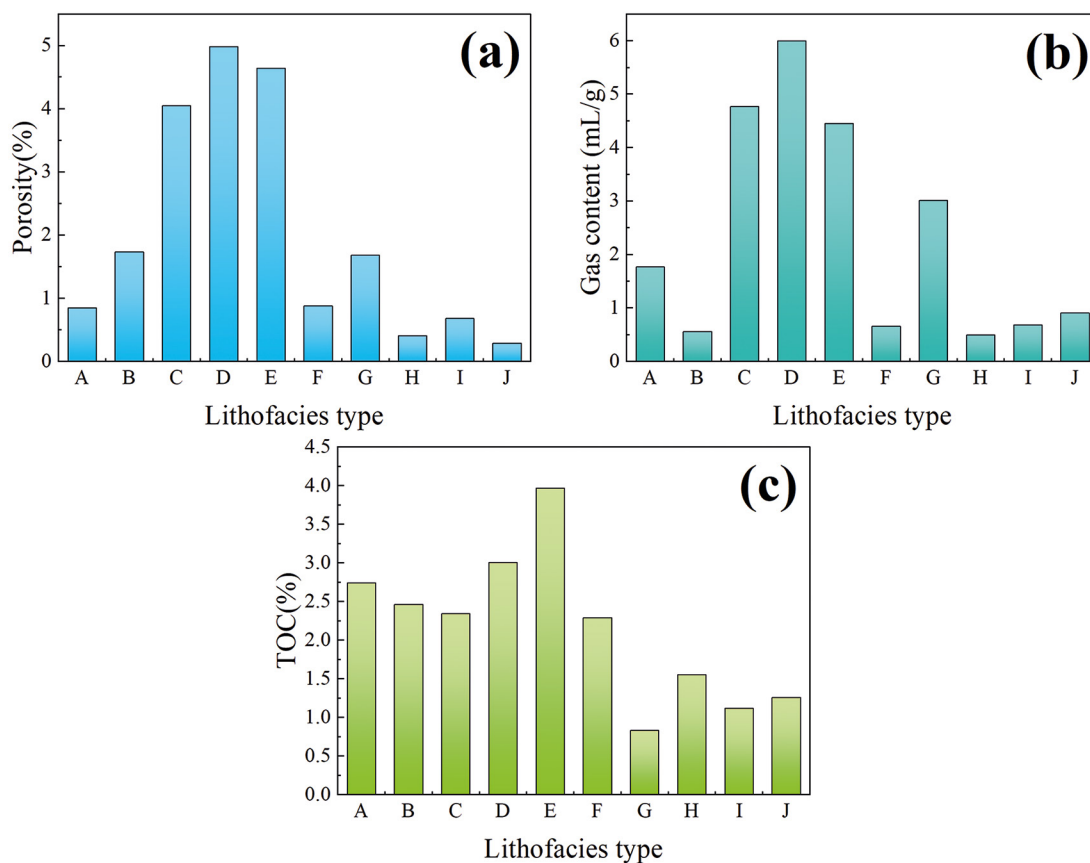 (a)
Porosity(%)
5
4
3
2
1
0
A B C D E F G H I J
Lithofacies type
(b)
Gas content (mL/g)
6
5
4
3
2
1
0
A B C D E F G H I J
Lithofacies type
(c)
TOC(%)
4.5
4.0
3.5
3.0
2.5
2.0
1.5
1.0
0.5
0.0
A B C D E F G H I J
Lithofacies type